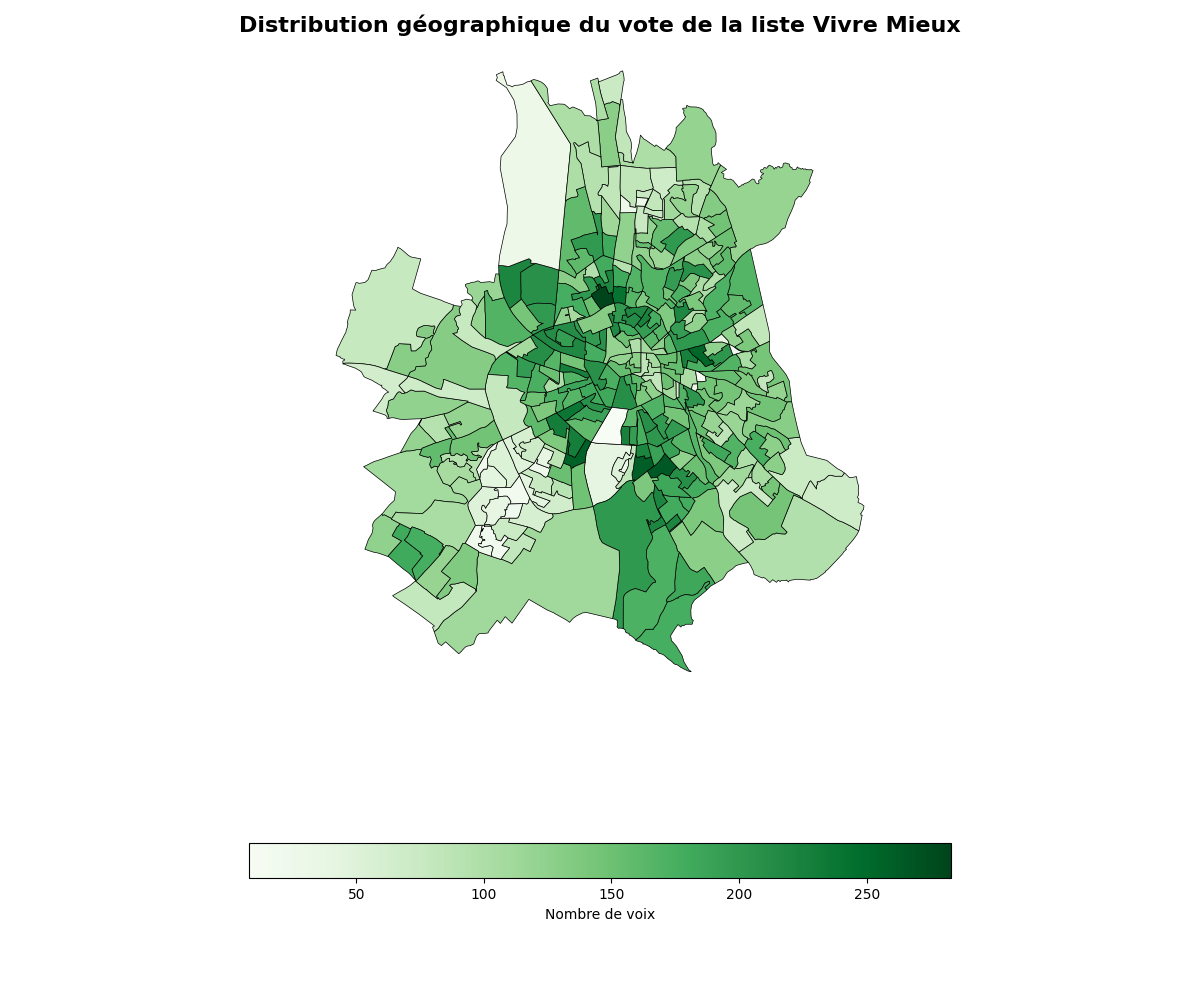 Distribution géographique du vote de la liste Vivre Mieux
50 100 150 200 250
Nombre de voix